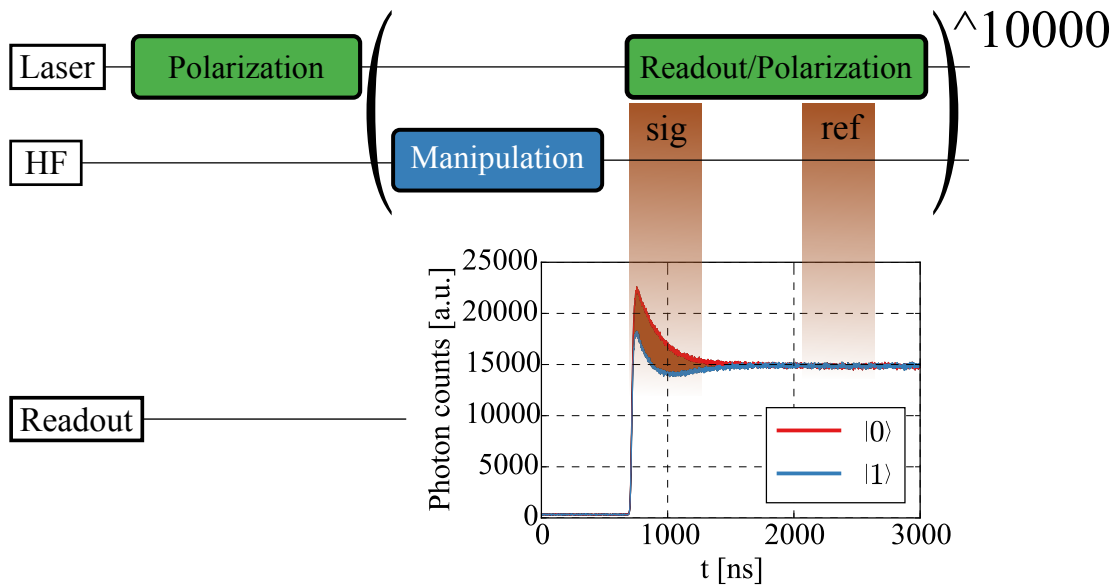 ^10000
Laser
Polarization
Readout/Polarization
sig
ref
HF
Manipulation
Readout
Photon counts [a.u.]
25000
20000
15000
10000
5000
0
|0⟩
|1⟩
0
1000
2000
3000
t [ns]